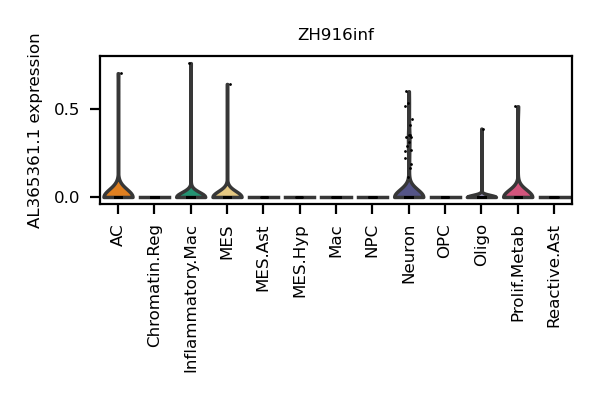 ZH916inf
AL365361.1 expression
0.5
0.0
AC
Chromatin.Reg
Inflammatory.Mac
MES
MES.Ast
MES.Hyp
Mac
NPC
Neuron
OPC
Oligo
Prolif.Metab
Reactive.Ast